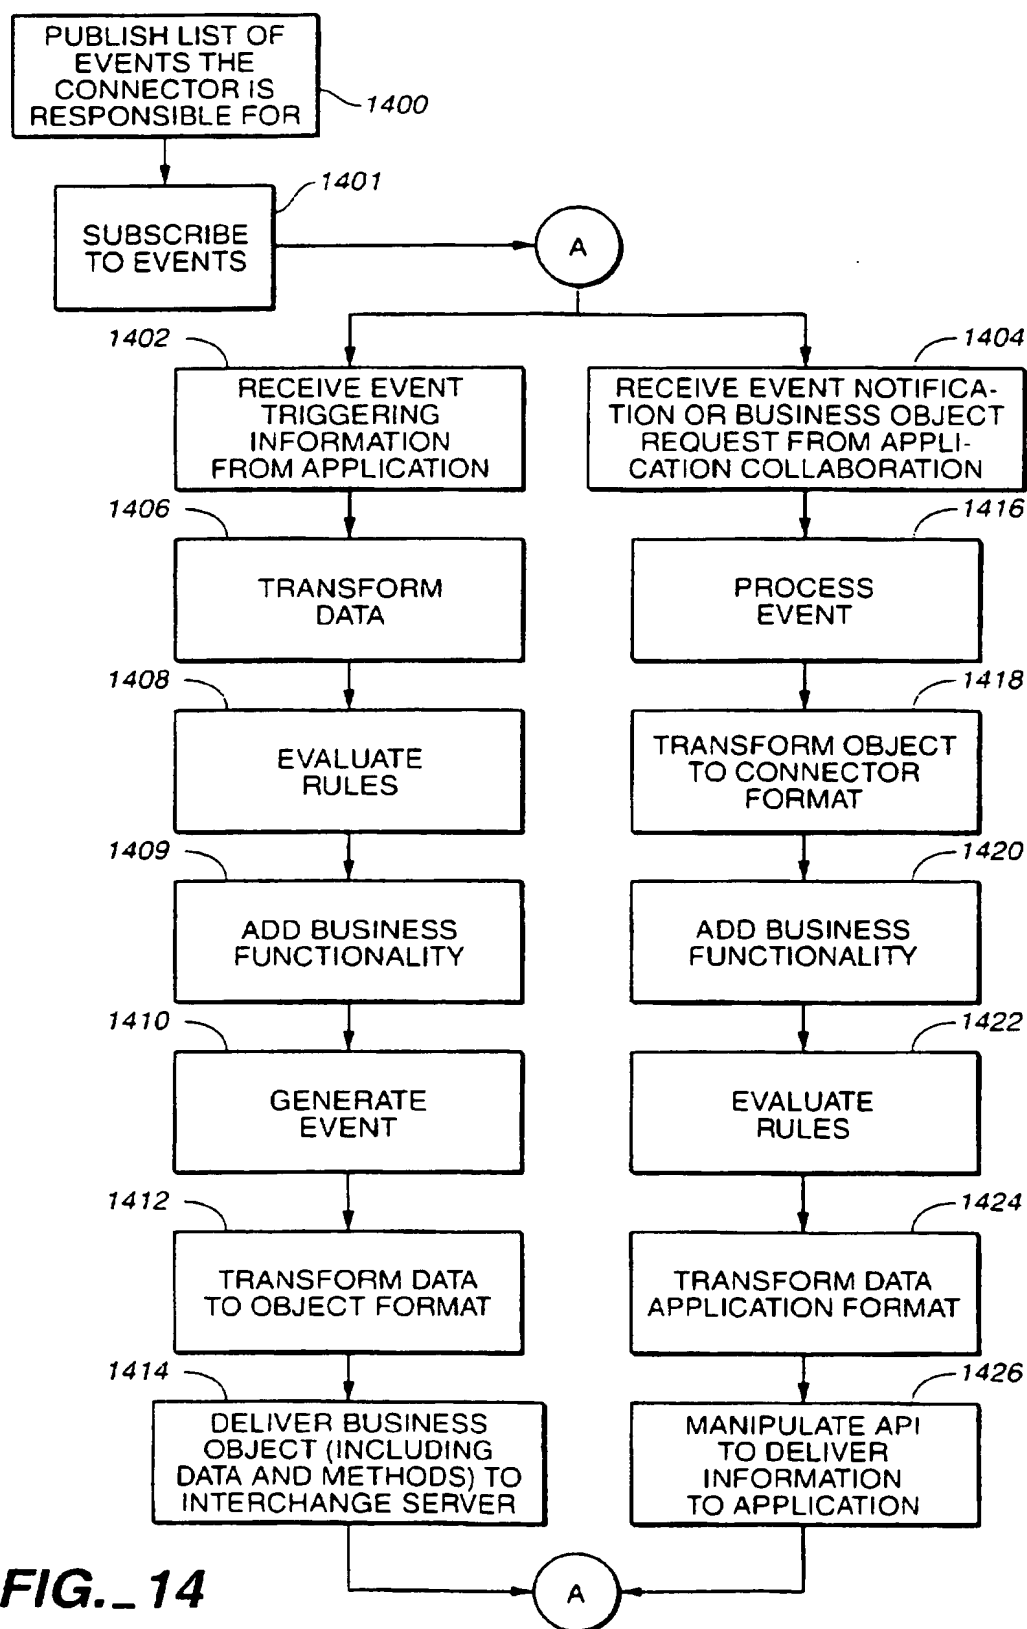 PUBLISH LIST OF
EVENTS THE
CONNECTOR IS
RESPONSIBLE FOR
1400
1401
SUBSCRIBE
TO EVENTS
A
1402
RECEIVE EVENT
TRIGGERING
INFORMATION
FROM APPLICATION
1404
RECEIVE EVENT NOTIFICA-
TION OR BUSINESS OBJECT
REQUEST FROM APPLI-
CATION COLLABORATION
1406
TRANSFORM
DATA
1416
PROCESS
EVENT
1408
EVALUATE
RULES
1418
TRANSFORM OBJECT
TO CONNECTOR
FORMAT
1409
ADD BUSINESS
FUNCTIONALITY
1420
ADD BUSINESS
FUNCTIONALITY
1410
GENERATE
EVENT
1422
EVALUATE
RULES
1412
TRANSFORM DATA
TO OBJECT FORMAT
1424
TRANSFORM DATA
APPLICATION FORMAT
1414
DELIVER BUSINESS
OBJECT (INCLUDING
DATA AND METHODS) TO
INTERCHANGE SERVER
1426
MANIPULATE API
TO DELIVER
INFORMATION
TO APPLICATION
A
FIG._14